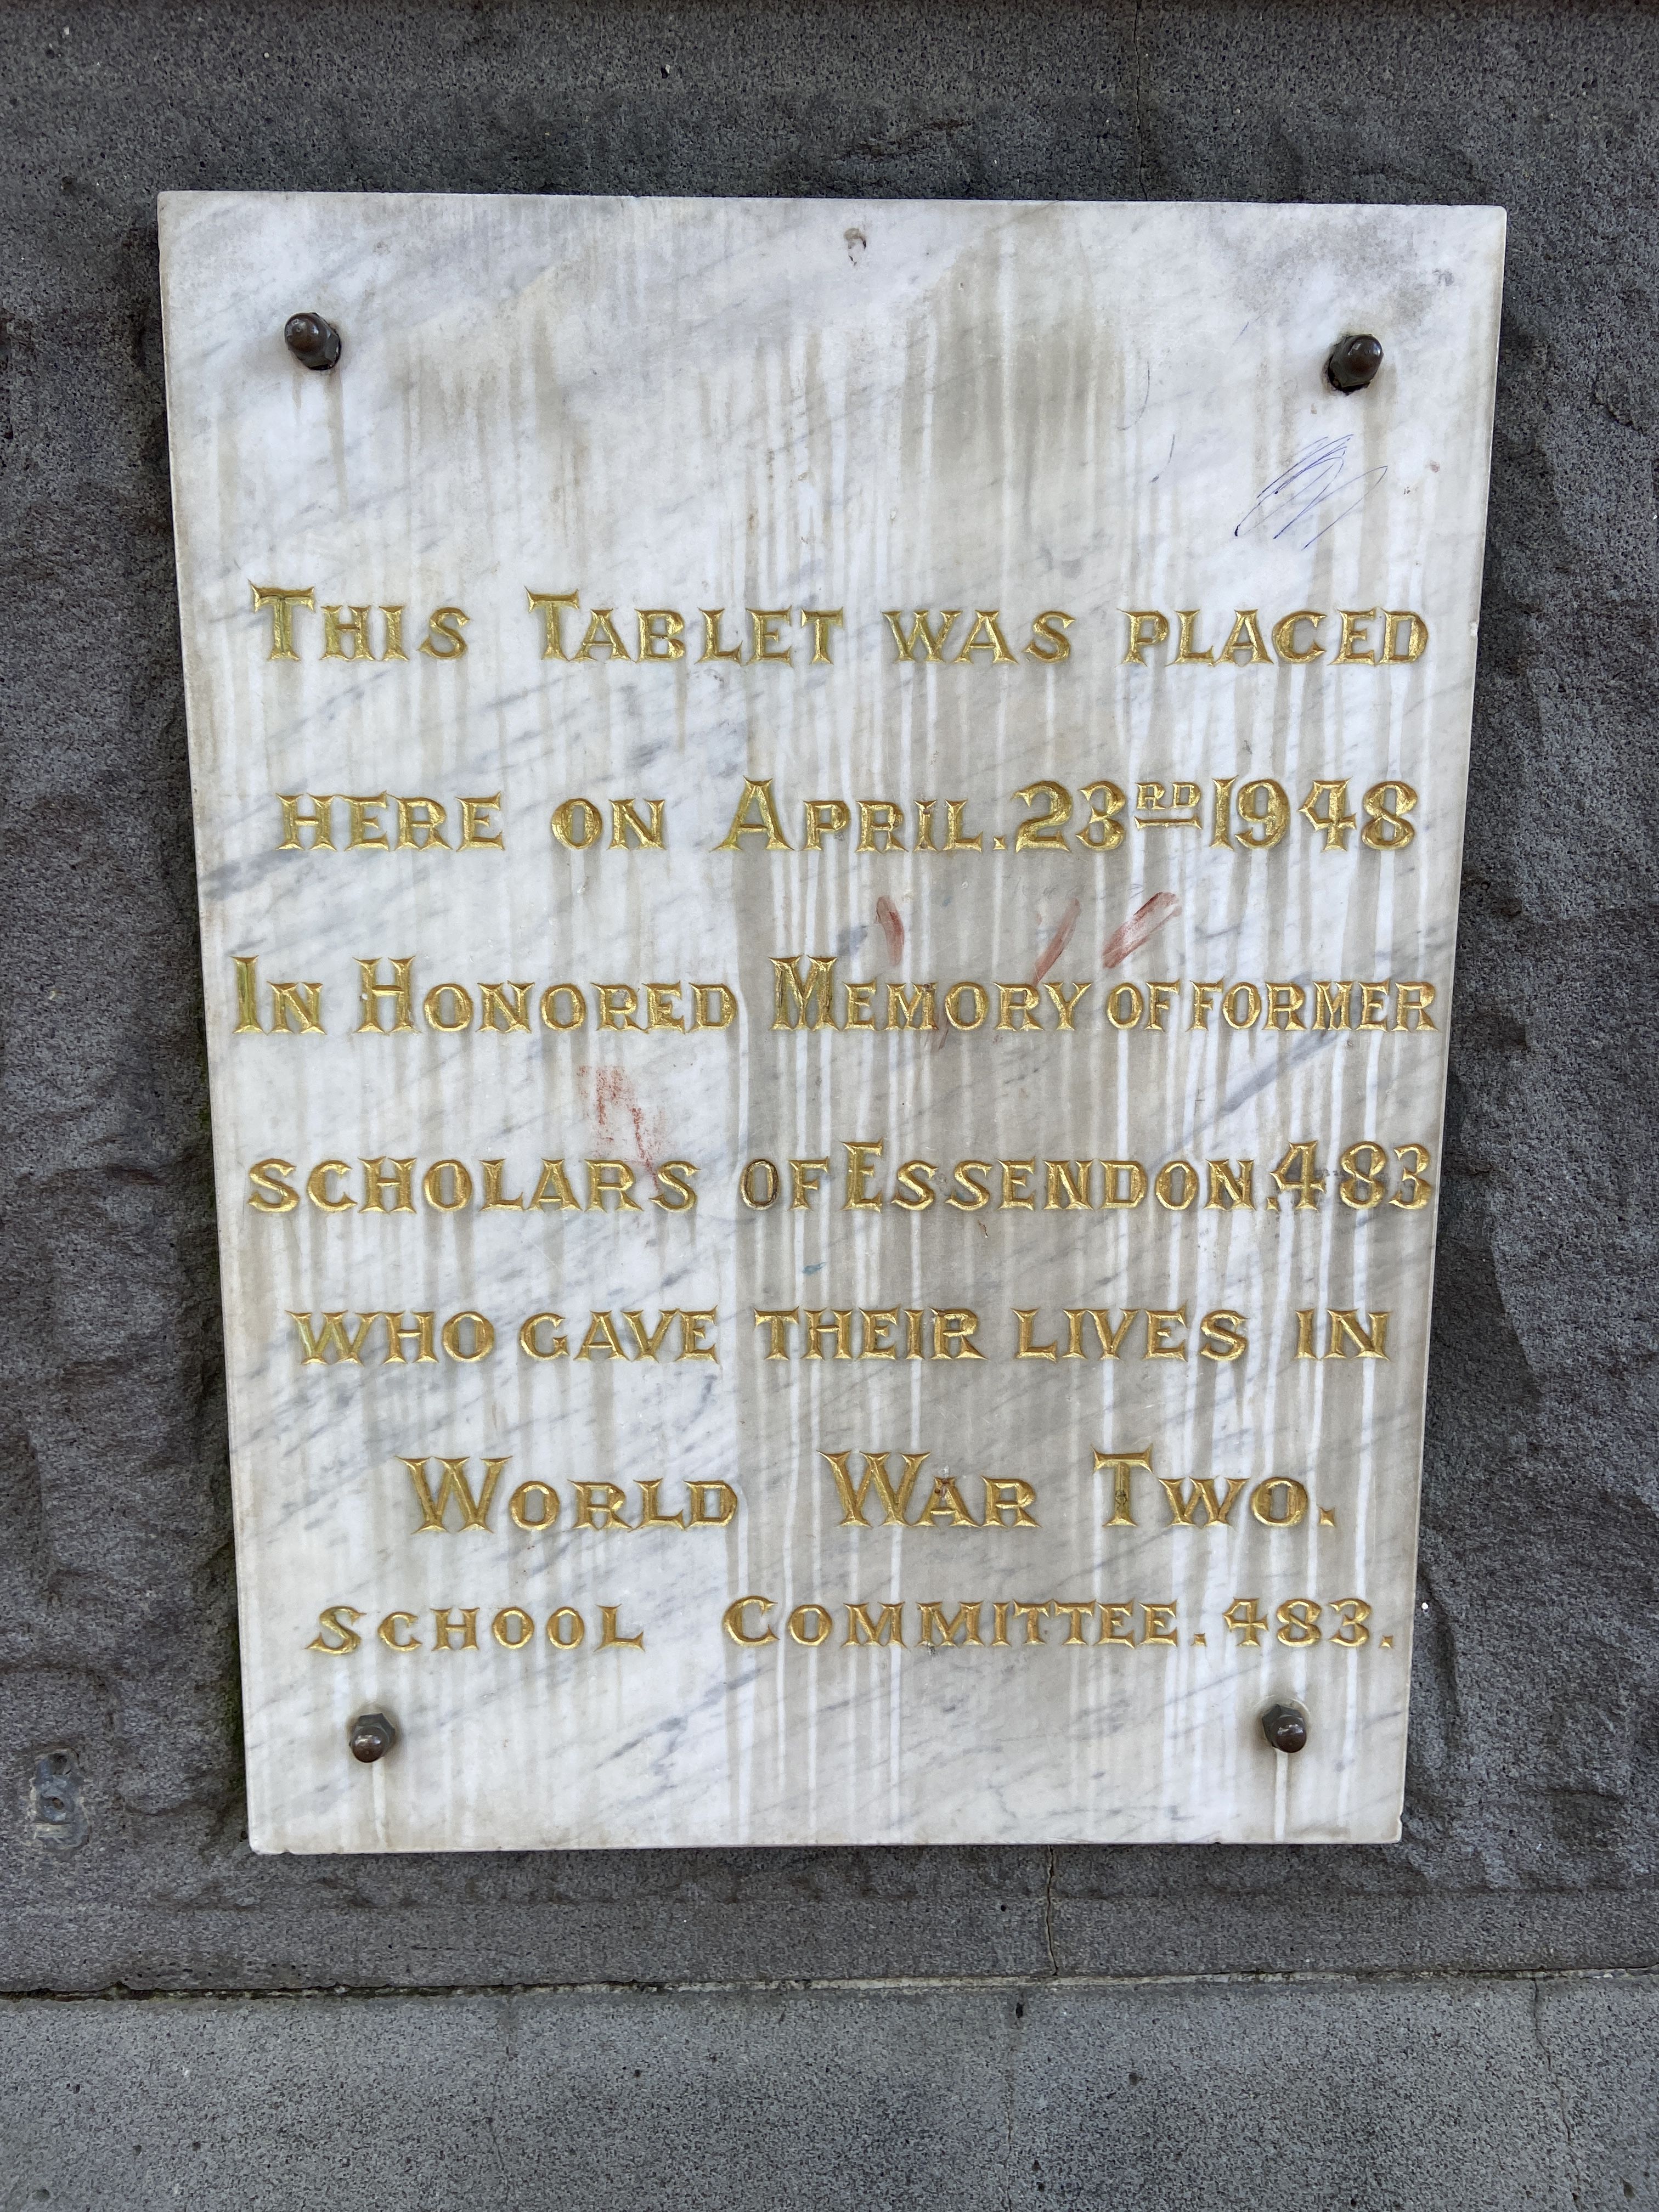 THIS TABLET WAS PLACED
HERE ON APRIL. 23RD 1948
IN HONORED MEMORY OF FORMER
SCHOLARS OF ESSENDON. 483
WHO GAVE THEIR LIVES IN
WORLD WAR TWO.
SCHOOL COMMITTEE. 483.